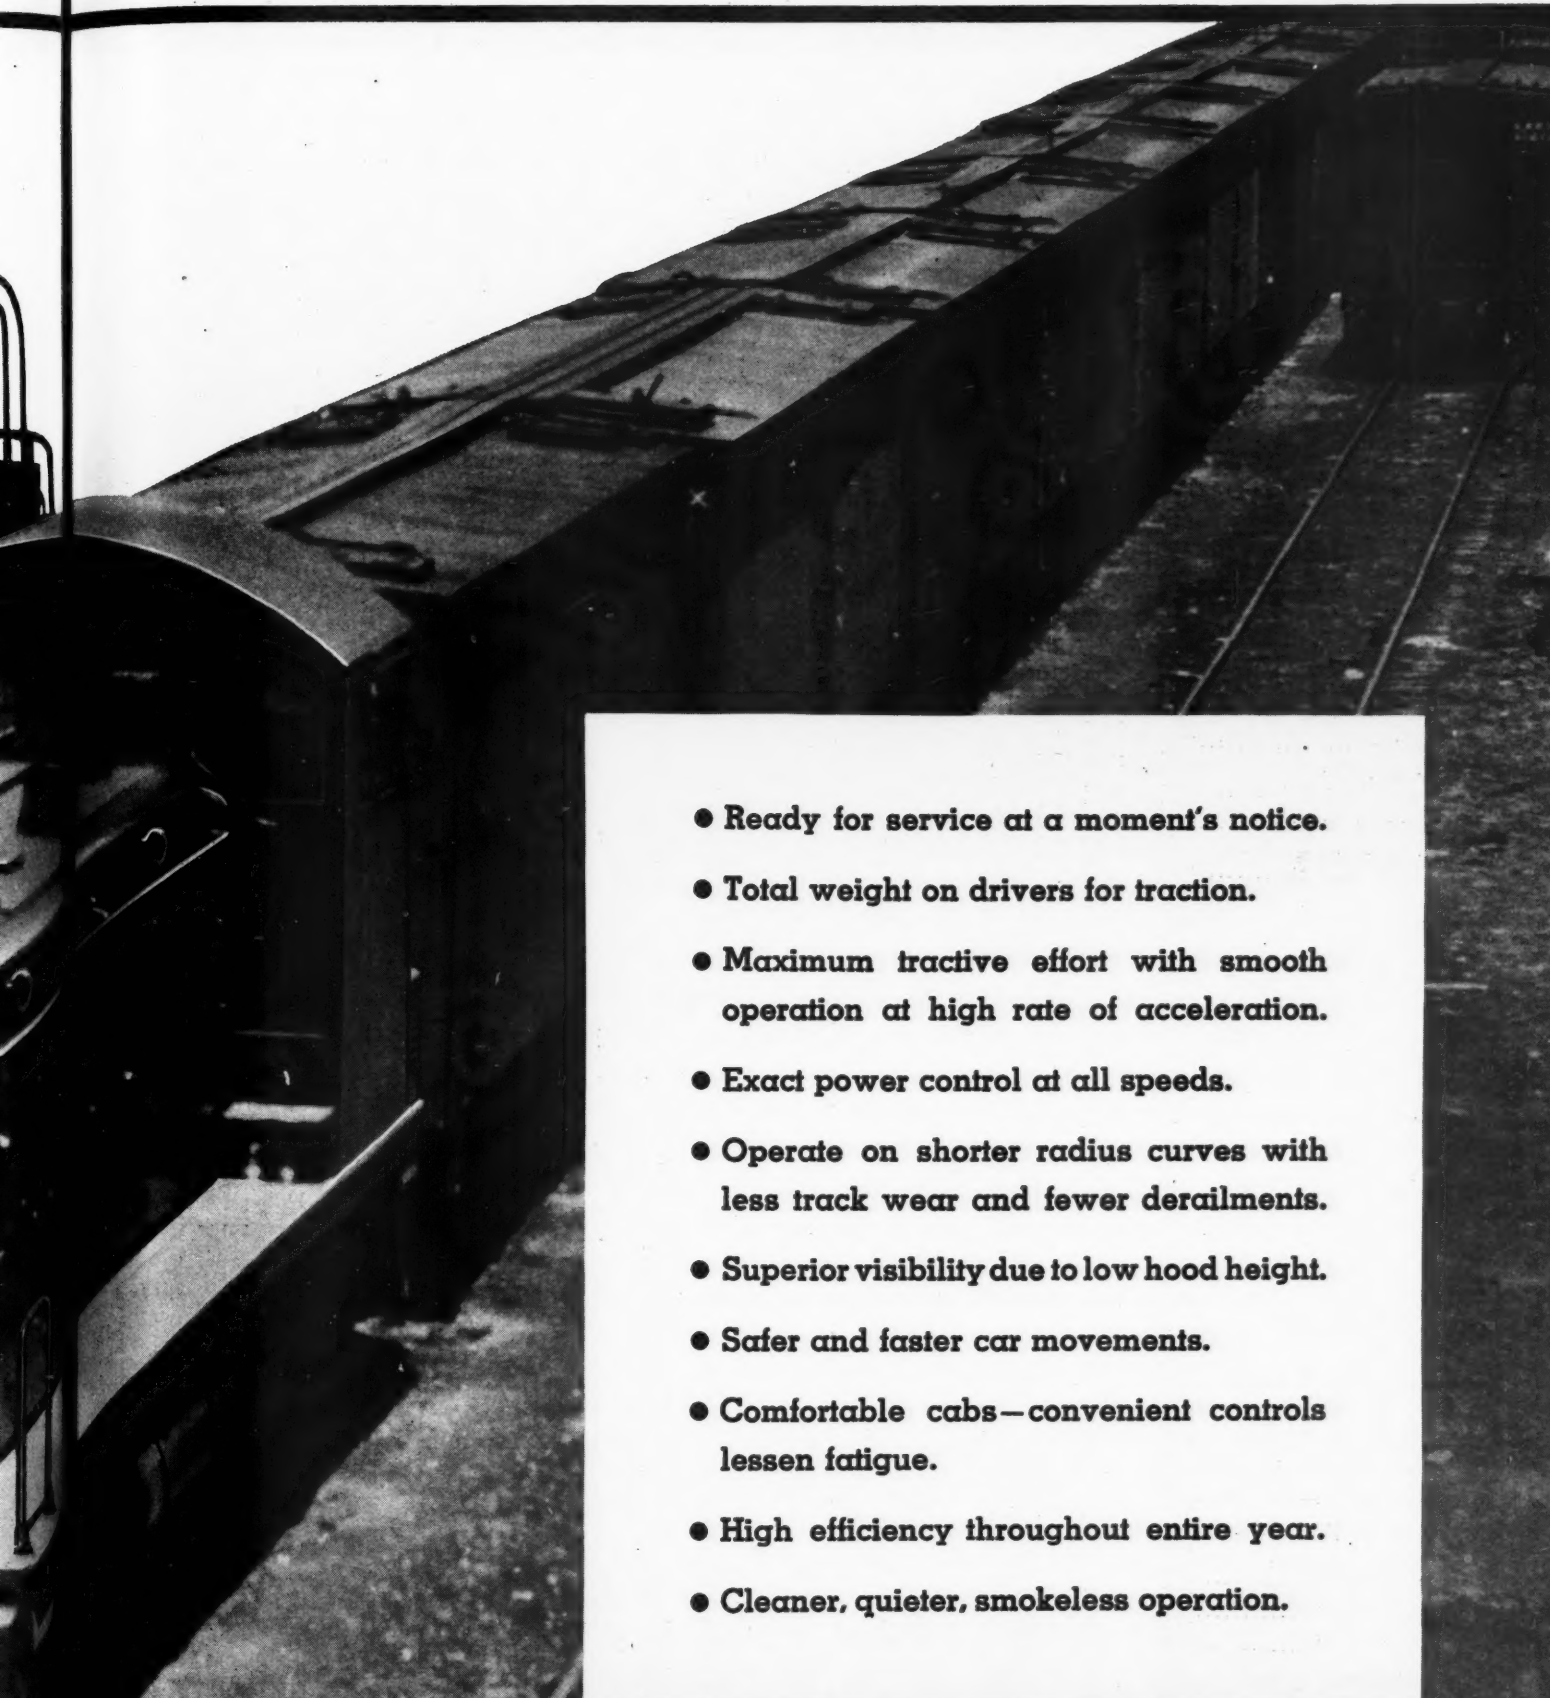 ● Ready for service at a moment's notice.
● Total weight on drivers for traction.
● Maximum tractive effort with smooth
operation at high rate of acceleration.
● Exact power control at all speeds.
● Operate on shorter radius curves with
less track wear and fewer derailments.
● Superior visibility due to low hood height.
● Safer and faster car movements.
● Comfortable cabs—convenient controls
lessen fatigue.
● High efficiency throughout entire year.
● Cleaner, quieter, smokeless operation.